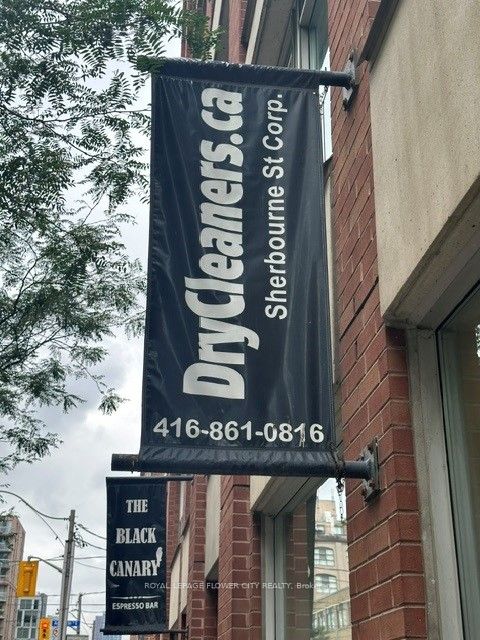 DryCleaners.ca
Sherbourne St Corp.
416-861-0816
THE
BLACK
CANARY
ESPRESSO BAR
ROYAL LEPAGE FLOWER CITY REALTY, Brok